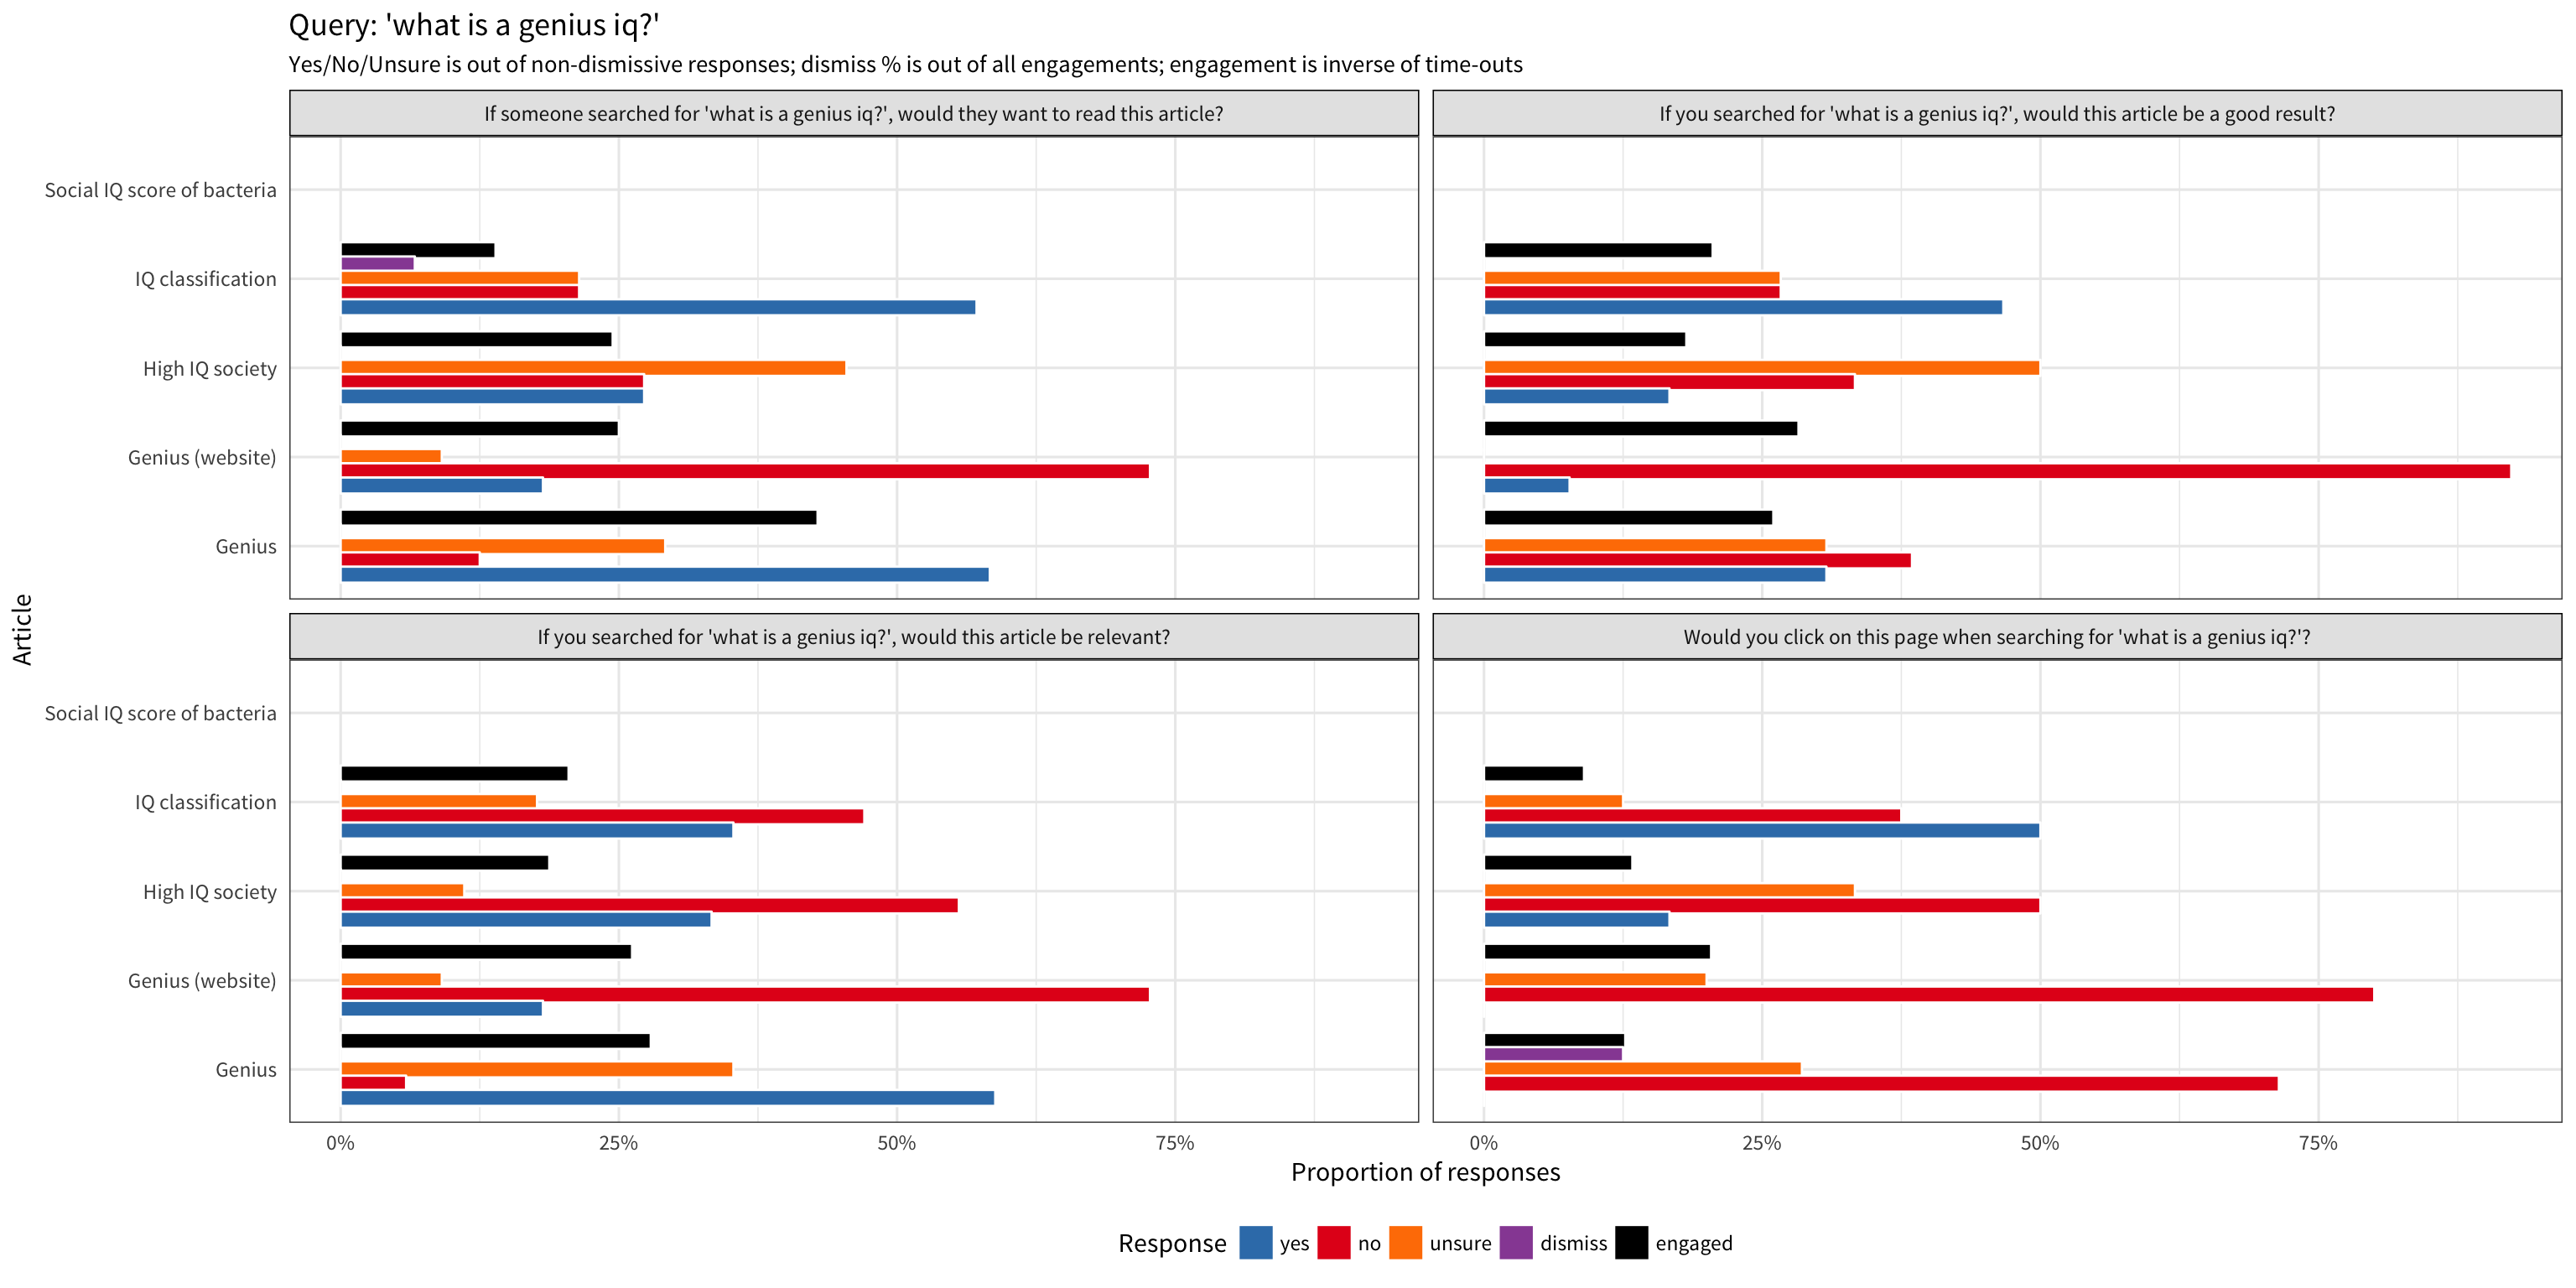 Query: 'what is a genius iq?'
Yes/No/Unsure is out of non-dismissive responses; dismiss % is out of all engagements; engagement is inverse of time-outs
If someone searched for 'what is a genius iq?', would they want to read this article?
If you searched for 'what is a genius iq?', would this article be a good result?
Social IQ score of bacteria
IQ classification
High IQ society
Genius (website)
Genius
Article
If you searched for 'what is a genius iq?', would this article be relevant?
Would you click on this page when searching for 'what is a genius iq?'?
Social IQ score of bacteria
IQ classification
High IQ society
Genius (website)
Genius
0% 25% 50% 75% 0% 25% 50% 75%
Proportion of responses
Response yes no unsure dismiss engaged